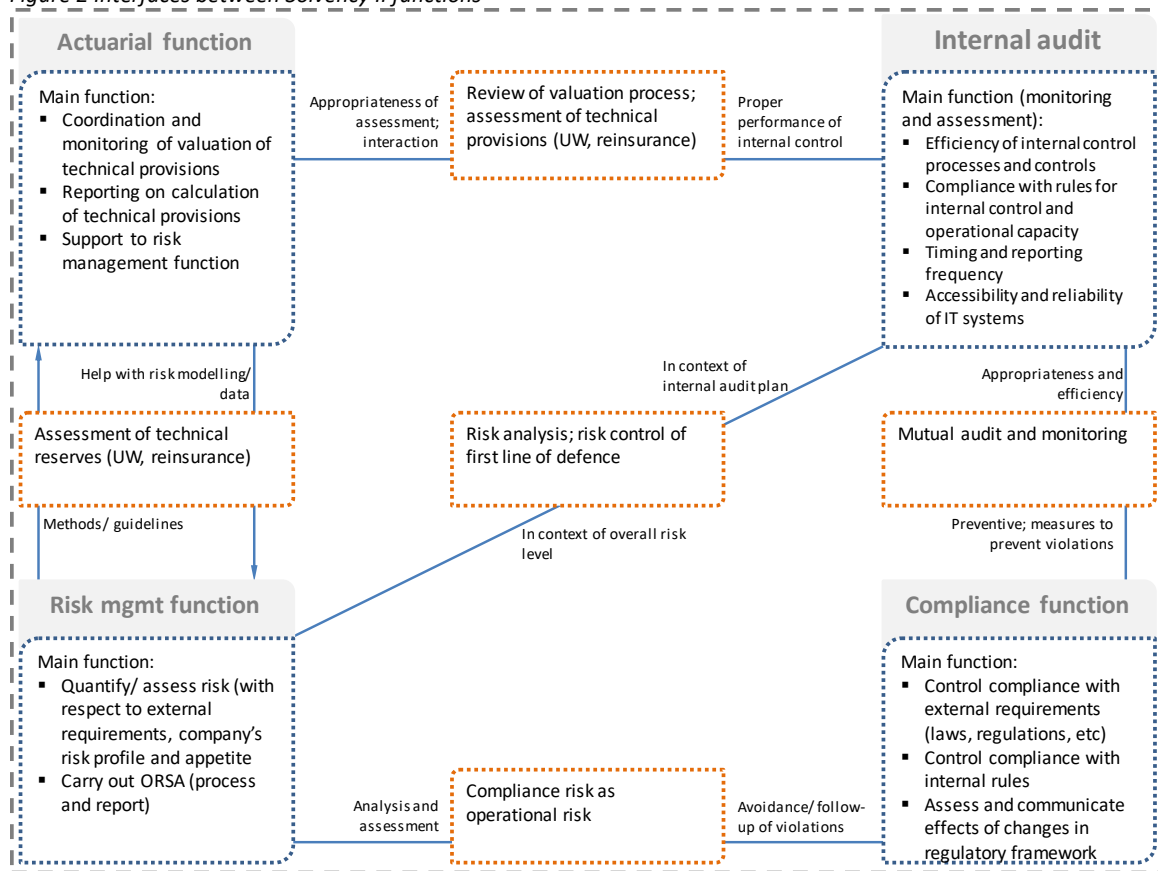 Figure 2 Interfaces between Solvency II functions
Actuarial function
Main function:
▪ Coordination and
monitoring of valuation of
technical provisions
▪ Reporting on calculation
of technical provisions
▪ Support to risk
management function
Appropriateness of
assessment;
interaction
Review of valuation process;
assessment of technical
provisions (UW, reinsurance)
Proper
performance of
internal control
Internal audit
Main function (monitoring
and assessment):
▪ Efficiency of internal control
processes and controls
▪ Compliance with rules for
internal control and
operational capacity
▪ Timing and reporting
frequency
▪ Accessibility and reliability
of IT systems
Help with risk modelling/
data
In context of
internal audit plan
Appropriateness and
efficiency
Assessment of technical
reserves (UW, reinsurance)
Risk analysis; risk control of
first line of defence
Mutual audit and monitoring
Methods/ guidelines
In context of overall risk
level
Preventive; measures to
prevent violations
Risk mgmt function
Main function:
▪ Quantify/ assess risk (with
respect to external
requirements, company's
risk profile and appetite
▪ Carry out ORSA (process
and report)
Analysis and
assessment
Compliance risk as
operational risk
Avoidance/ follow-
up of violations
Compliance function
Main function:
▪ Control compliance with
external requirements
(laws, regulations, etc)
▪ Control compliance with
internal rules
▪ Assess and communicate
effects of changes in
regulatory framework